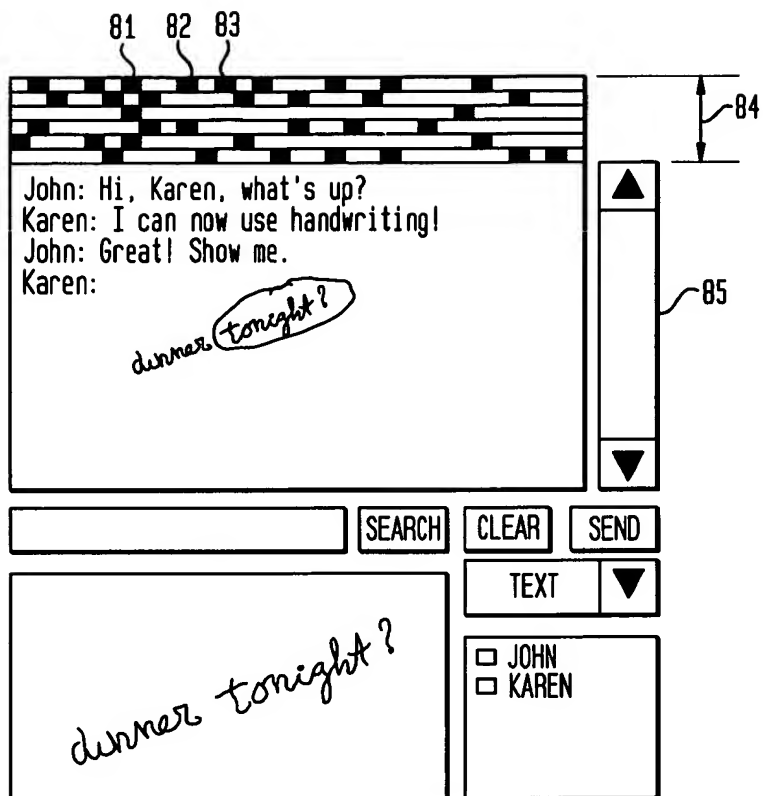 81 82 83
84
John: Hi, Karen, what's up?
Karen: I can now use handwriting!
John: Great! Show me.
Karen:
dinner tonight?
85
SEARCH CLEAR SEND
TEXT
dinner tonight?
JOHN
KAREN